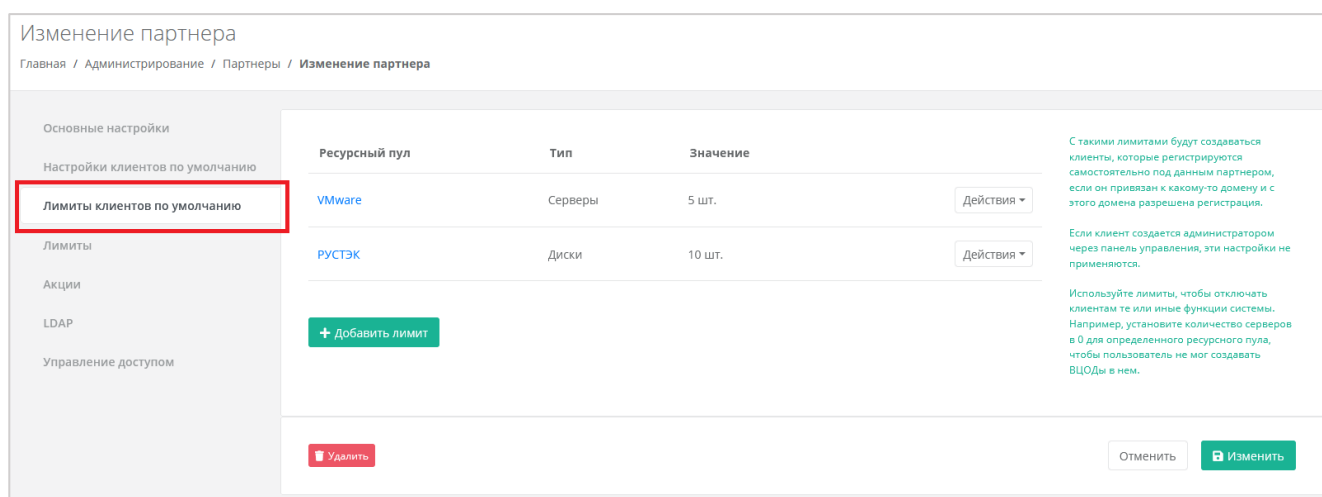 Изменение партнера
Главная / Администрирование / Партнеры / Изменение партнера
Основные настройки
Настройки клиентов по умолчанию
Лимиты клиентов по умолчанию
Лимиты
Акции
LDAP
Управление доступом
Ресурсный пул Тип Значение
VMware Серверы 5 шт. Действия
РУСТЭК Диски 10 шт. Действия
+ Добавить лимит
С такими лимитами будут создаваться
клиенты, которые регистрируются
самостоятельно под данным партнером,
если он привязан к какому-то домену и с
этого домена разрешена регистрация.
Если клиент создается администратором
через панель управления, эти настройки не
применяются.
Используйте лимиты, чтобы отключать
клиентам те или иные функции системы.
Например, установите количество серверов
в 0 для определенного ресурсного пула,
чтобы пользователь не мог создавать
ВЦОДы в нем.
Удалить
Отменить
Изменить